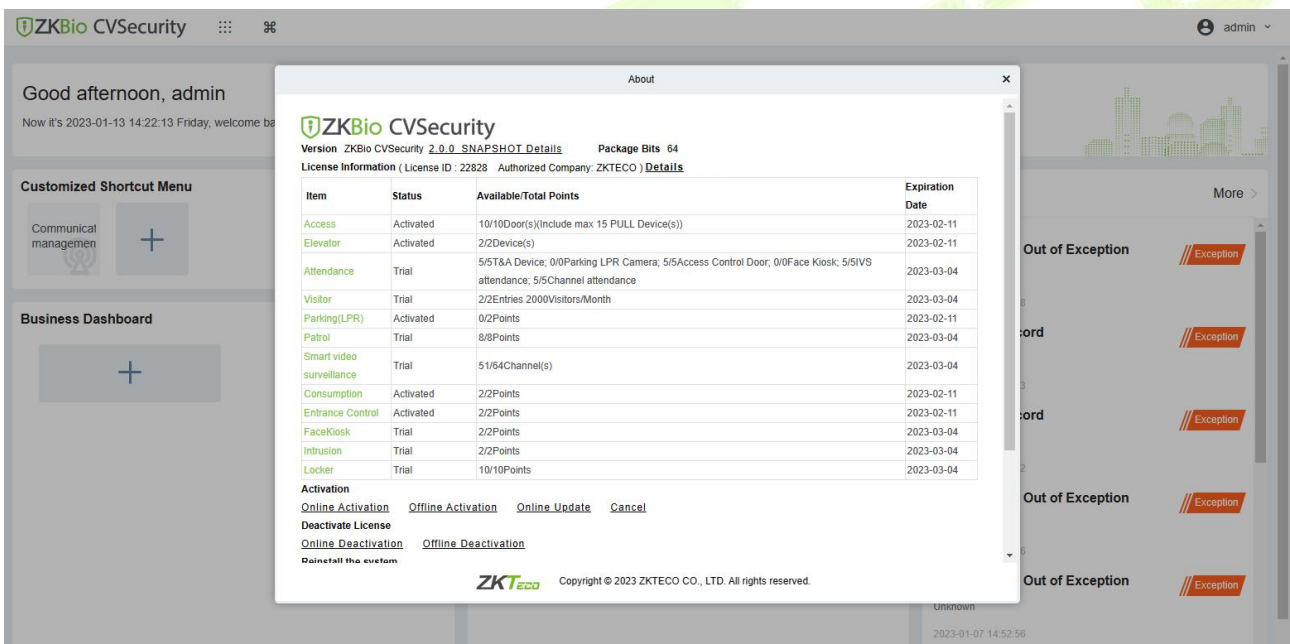 ZKBio CVSecurity
admin
Good afternoon, admin
Now it's 2023-01-13 14:22:13 Friday, welcome ba
Customized Shortcut Menu
Communicat
managemen
Business Dashboard
About
ZKBio CVSecurity
Version ZKBio CVSecurity 2.0.0_SNAPSHOT Details Package Bits 64
License Information ( License ID : 22828 Authorized Company: ZKTECO ) Details
Item Status Available/Total Points Expiration Date
Access Activated 10/10Door(s)(Include max 15 PULL Device(s)) 2023-02-11
Elevator Activated 2/2Device(s) 2023-02-11
Attendance Trial 5/5T&A Device; 0/0Parking LPR Camera; 5/5Access Control Door; 0/0Face Kiosk; 5/5IVS attendance; 5/5Channel attendance 2023-03-04
Visitor Trial 2/2Entries 2000Visitors/Month 2023-03-04
Parking(LPR) Activated 0/2Points 2023-02-11
Patrol Trial 8/8Points 2023-03-04
Smart video surveillance Trial 51/64Channel(s) 2023-03-04
Consumption Activated 2/2Points 2023-02-11
Entrance Control Activated 2/2Points 2023-02-11
FaceKiosk Trial 2/2Points 2023-03-04
Intrusion Trial 2/2Points 2023-03-04
Locker Trial 10/10Points 2023-03-04
Activation
Online Activation Offline Activation Online Update Cancel
Deactivate License
Online Deactivation Offline Deactivation
Reinstall the system
ZKTeco Copyright © 2023 ZKTECO CO., LTD. All rights reserved.
More
Out of Exception
Exception
8
cord
Exception
3
cord
Exception
2
Out of Exception
Exception
6
Out of Exception
Exception
Unknown
2023-01-07 14:52:56